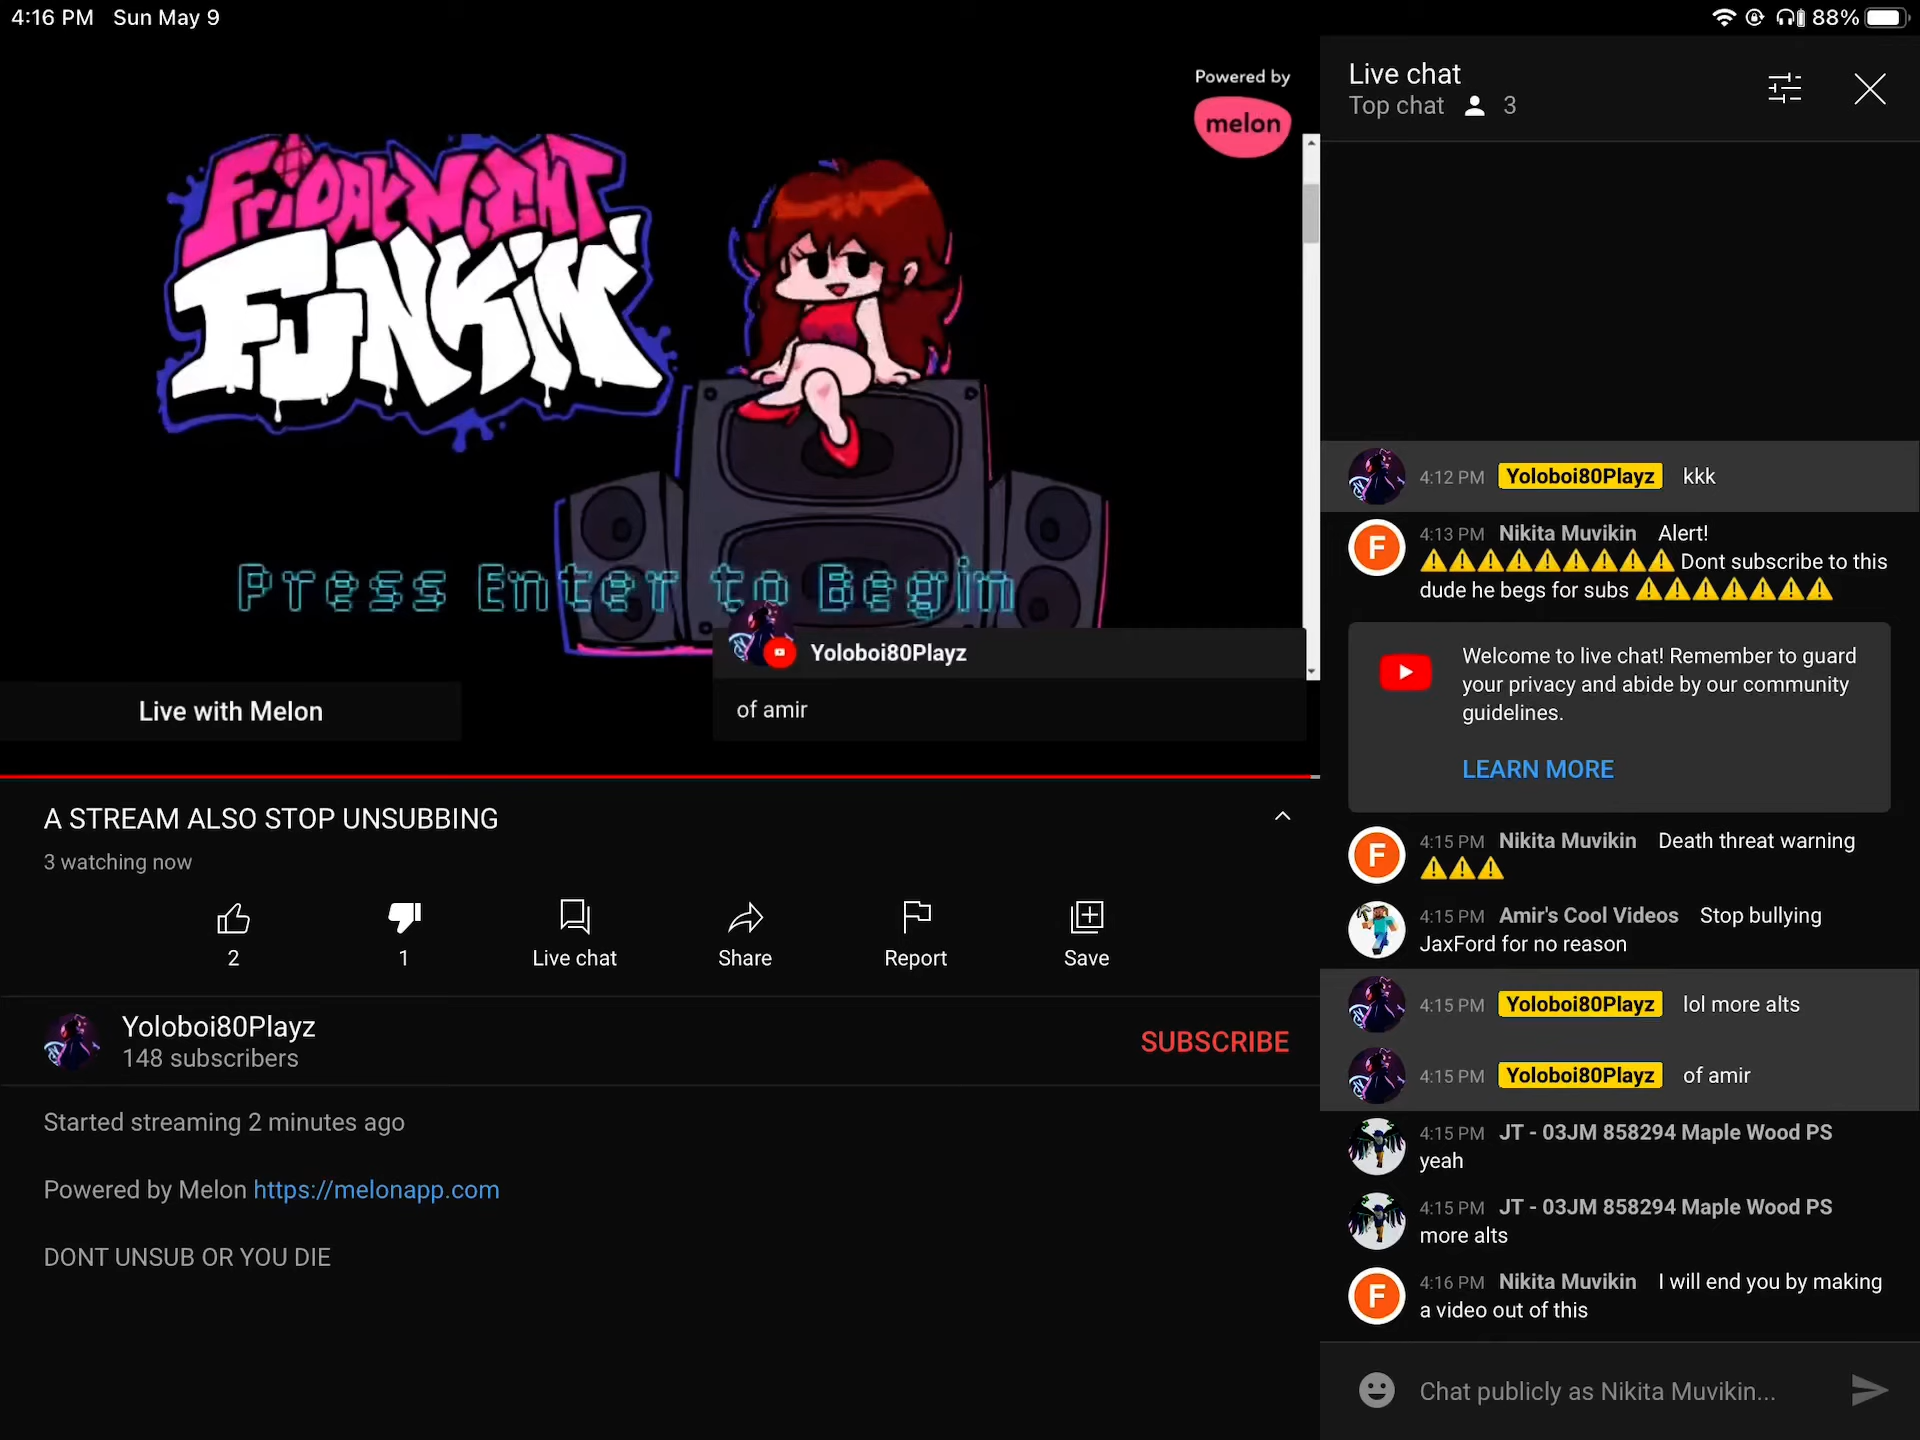 4:16 PM Sun May 9
88%
Powered by
melon
FRiDAY NiGHT
FUNKiN'
Press Enter to Begin
Yoloboi80Playz
of amir
Live with Melon
A STREAM ALSO STOP UNSUBBING
3 watching now
2
1
Live chat
Share
Report
Save
Yoloboi80Playz
148 subscribers
SUBSCRIBE
Started streaming 2 minutes ago
Powered by Melon https://melonapp.com
DONT UNSUB OR YOU DIE
Live chat
Top chat 3
4:12 PM Yoloboi80Playz kkk
F
4:13 PM Nikita Muvikin Alert!
⚠⚠⚠⚠⚠⚠⚠⚠⚠ Dont subscribe to this
dude he begs for subs ⚠⚠⚠⚠⚠⚠⚠
Welcome to live chat! Remember to guard
your privacy and abide by our community
guidelines.
LEARN MORE
F
4:15 PM Nikita Muvikin Death threat warning
⚠⚠⚠
4:15 PM Amir's Cool Videos Stop bullying
JaxFord for no reason
4:15 PM Yoloboi80Playz lol more alts
4:15 PM Yoloboi80Playz of amir
4:15 PM JT - 03JM 858294 Maple Wood PS
yeah
4:15 PM JT - 03JM 858294 Maple Wood PS
more alts
F
4:16 PM Nikita Muvikin I will end you by making
a video out of this
Chat publicly as Nikita Muvikin...